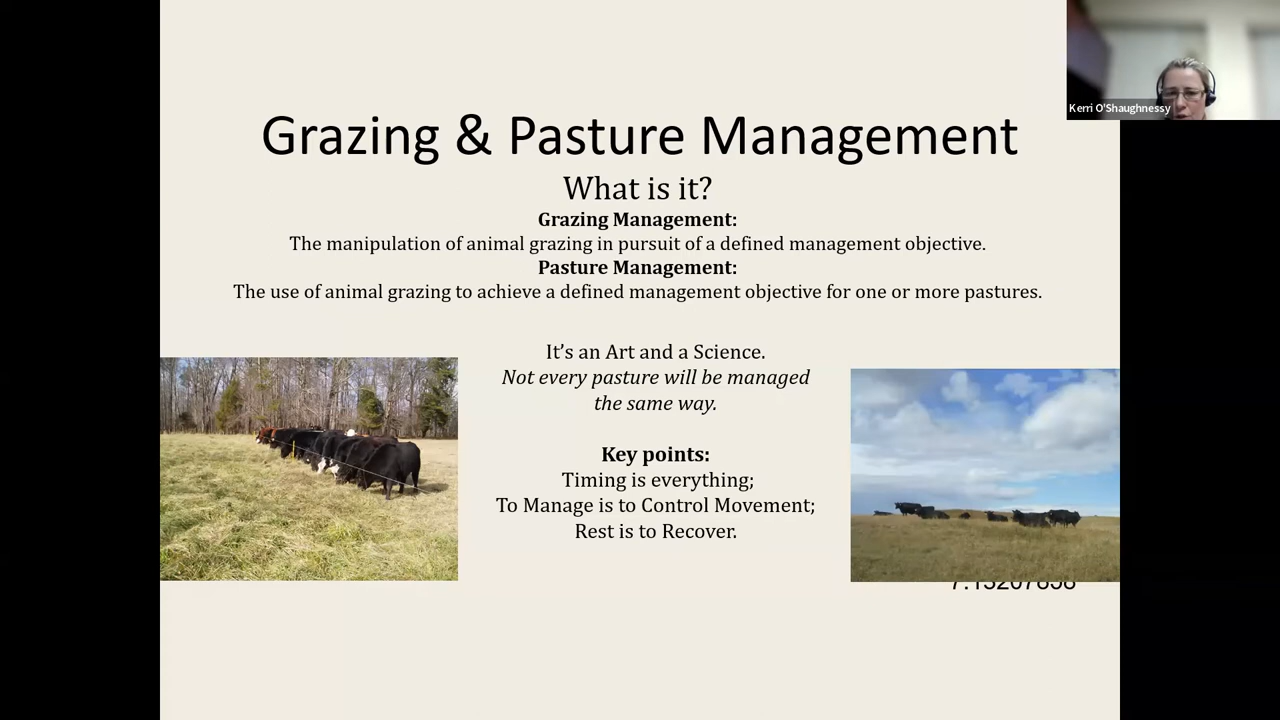 Kerri O'Shaughnessy
Grazing & Pasture Management
What is it?
Grazing Management:
The manipulation of animal grazing in pursuit of a defined management objective.
Pasture Management:
The use of animal grazing to achieve a defined management objective for one or more pastures.
It's an Art and a Science.
Not every pasture will be managed
the same way.
Key points:
Timing is everything;
To Manage is to Control Movement;
Rest is to Recover.